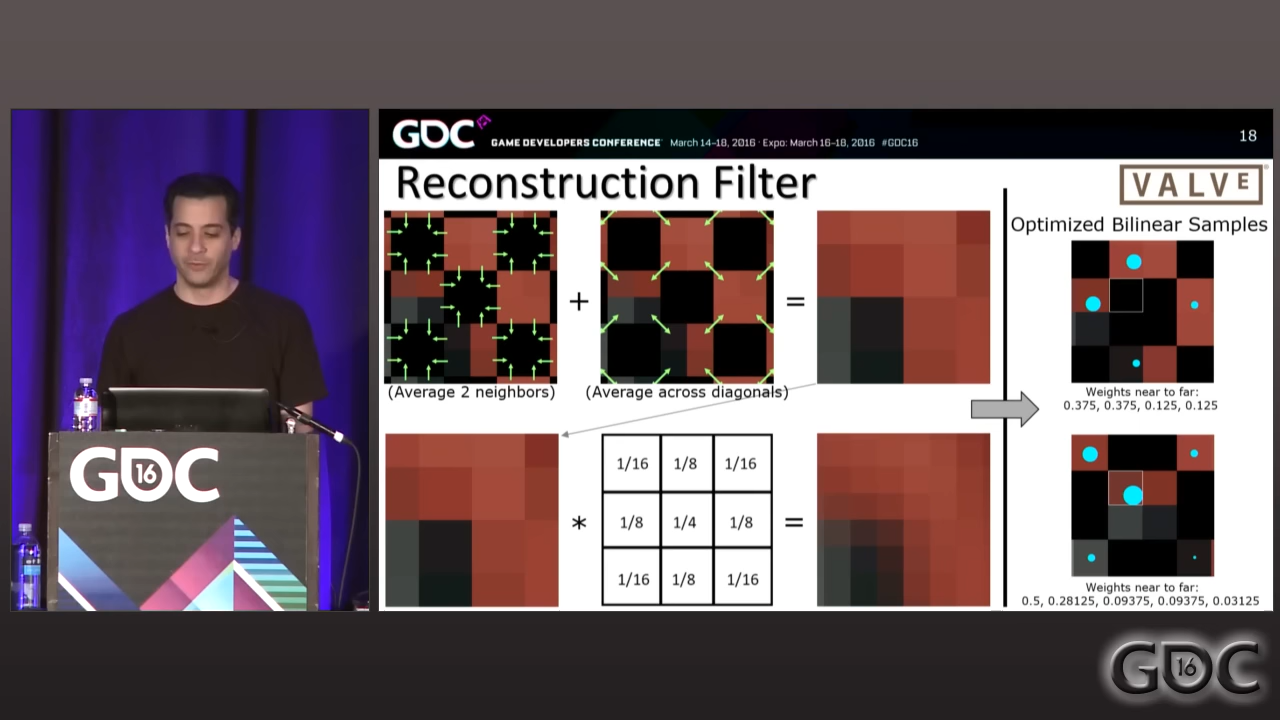 GDC
GAME DEVELOPERS CONFERENCE March 14-18, 2016 · Expo: March 16-18, 2016 #GDC16
18
Reconstruction Filter
VALVE
Optimized Bilinear Samples
+
=
(Average 2 neighbors)
(Average across diagonals)
Weights near to far:
0.375, 0.375, 0.125, 0.125
1/16 1/8 1/16
1/8 1/4 1/8
1/16 1/8 1/16
*
=
Weights near to far:
0.5, 0.28125, 0.09375, 0.09375, 0.03125
GDC 16
GDC 16